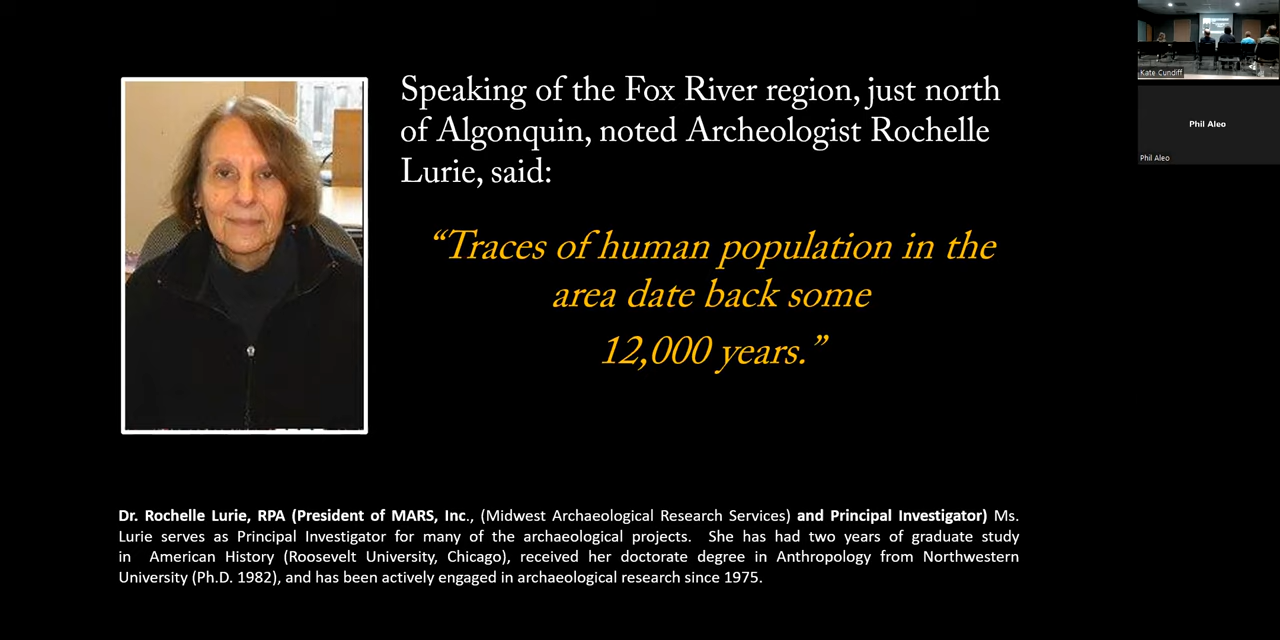 Speaking of the Fox River region, just north
of Algonquin, noted Archeologist Rochelle
Lurie, said:
“Traces of human population in the
area date back some
12,000 years.”
Dr. Rochelle Lurie, RPA (President of MARS, Inc., (Midwest Archaeological Research Services) and Principal Investigator) Ms.
Lurie serves as Principal Investigator for many of the archaeological projects. She has had two years of graduate study
in American History (Roosevelt University, Chicago), received her doctorate degree in Anthropology from Northwestern
University (Ph.D. 1982), and has been actively engaged in archaeological research since 1975.
Kate Cundiff
Phil Aleo
Phil Aleo